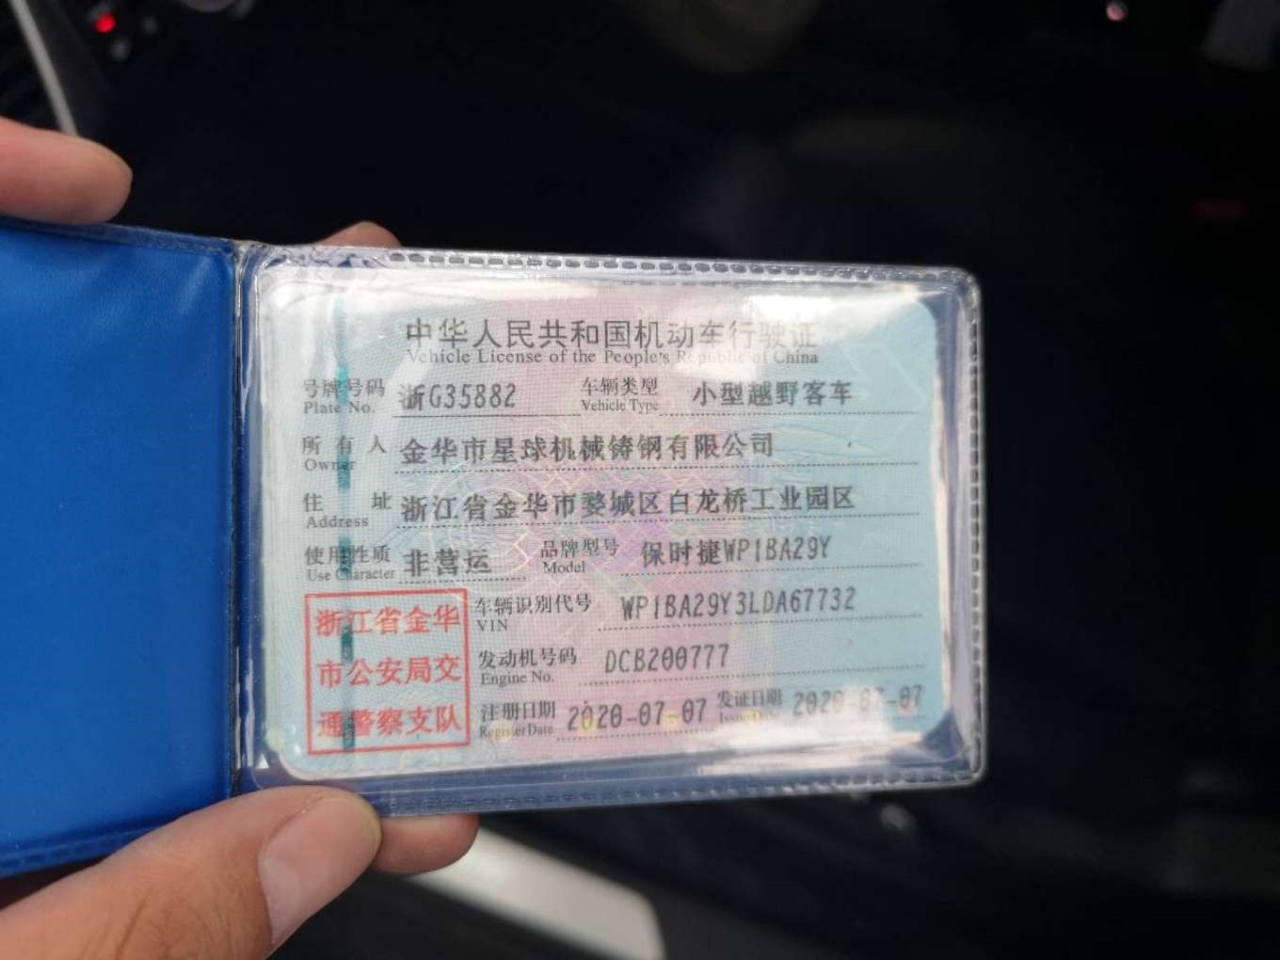 中华人民共和国机动车行驶证
Vehicle License of the People's Republic of China
号牌号码 浙G35882 车辆类型 小型越野客车
Plate No. Vehicle Type
所有人 金华市星球机械铸钢有限公司
Owner
住址 浙江省金华市婺城区白龙桥工业园区
Address
使用性质 非营运 品牌型号 保时捷WP1BA29Y
Use Character Model
浙江省金华
市公安局交
通警察支队
车辆识别代号 WP1BA29Y3LDA67732
VIN
发动机号码 DCB200777
Engine No.
注册日期 2020-07-07 发证日期 2020-07-07
Register Date Issue Date